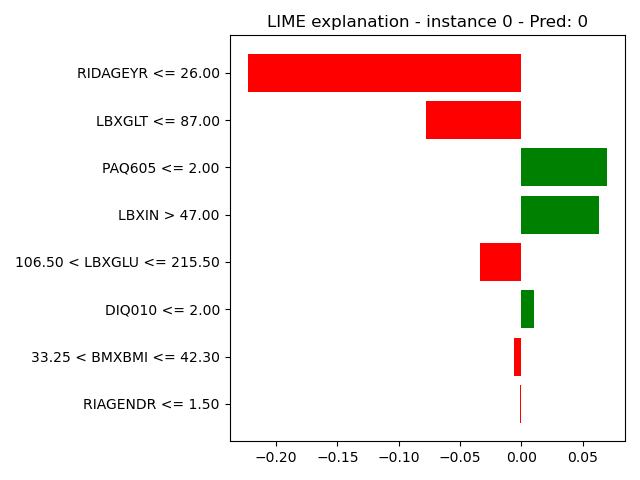 LIME explanation - instance 0 - Pred: 0
RIDAGEYR <= 26.00
LBXGLT <= 87.00
PAQ605 <= 2.00
LBXIN > 47.00
106.50 < LBXGLU <= 215.50
DIQ010 <= 2.00
33.25 < BMXBMI <= 42.30
RIAGENDR <= 1.50
−0.20 −0.15 −0.10 −0.05 0.00 0.05